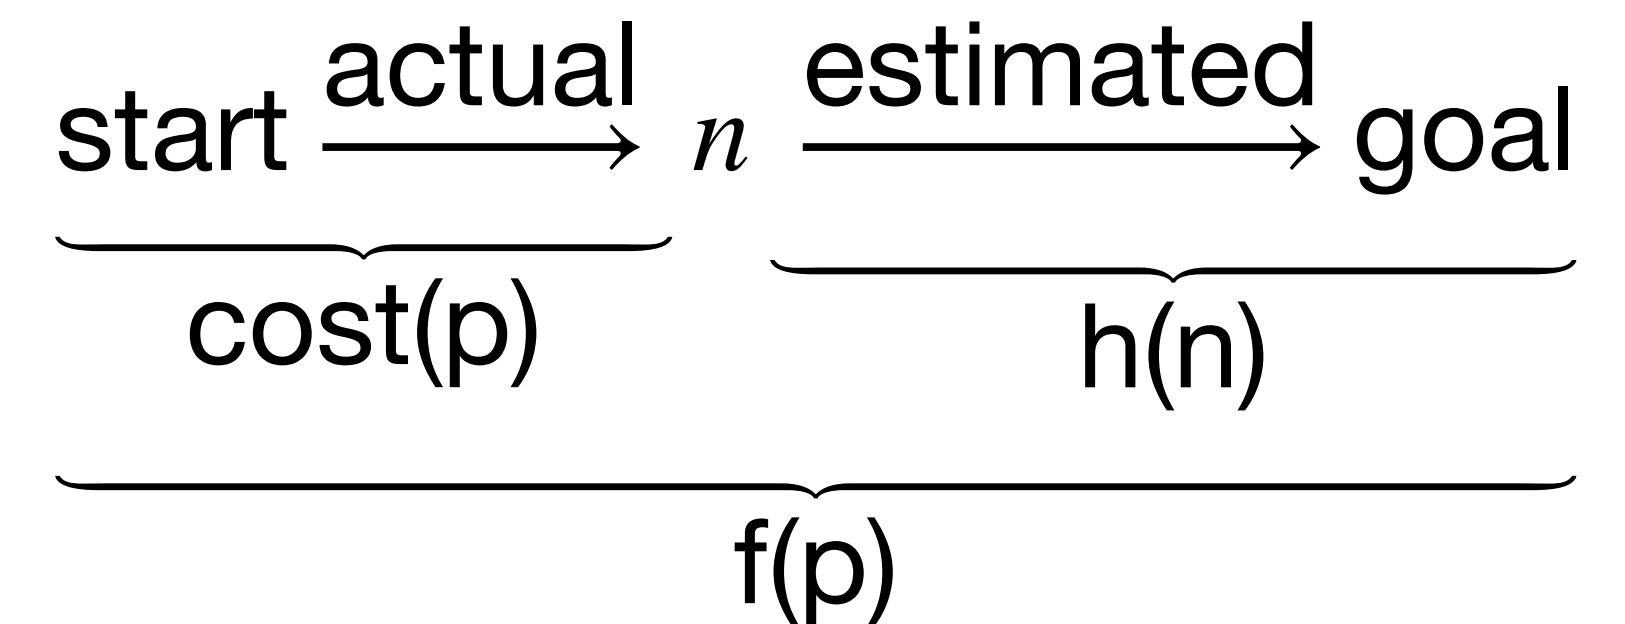 start actual n estimated goal
cost(p) h(n)
f(p)